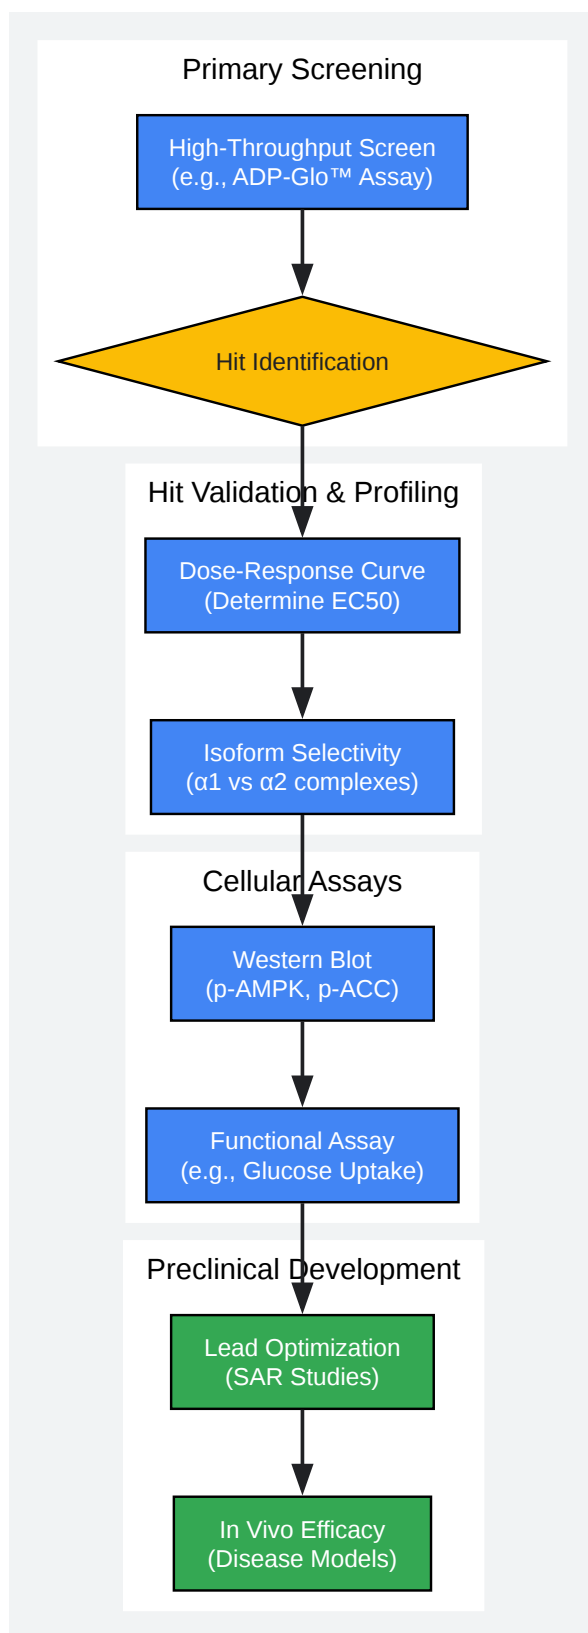 Primary Screening
High-Throughput Screen
(e.g., ADP-Glo™ Assay)
Hit Identification
Hit Validation & Profiling
Dose-Response Curve
(Determine EC50)
Isoform Selectivity
(α1 vs α2 complexes)
Cellular Assays
Western Blot
(p-AMPK, p-ACC)
Functional Assay
(e.g., Glucose Uptake)
Preclinical Development
Lead Optimization
(SAR Studies)
In Vivo Efficacy
(Disease Models)